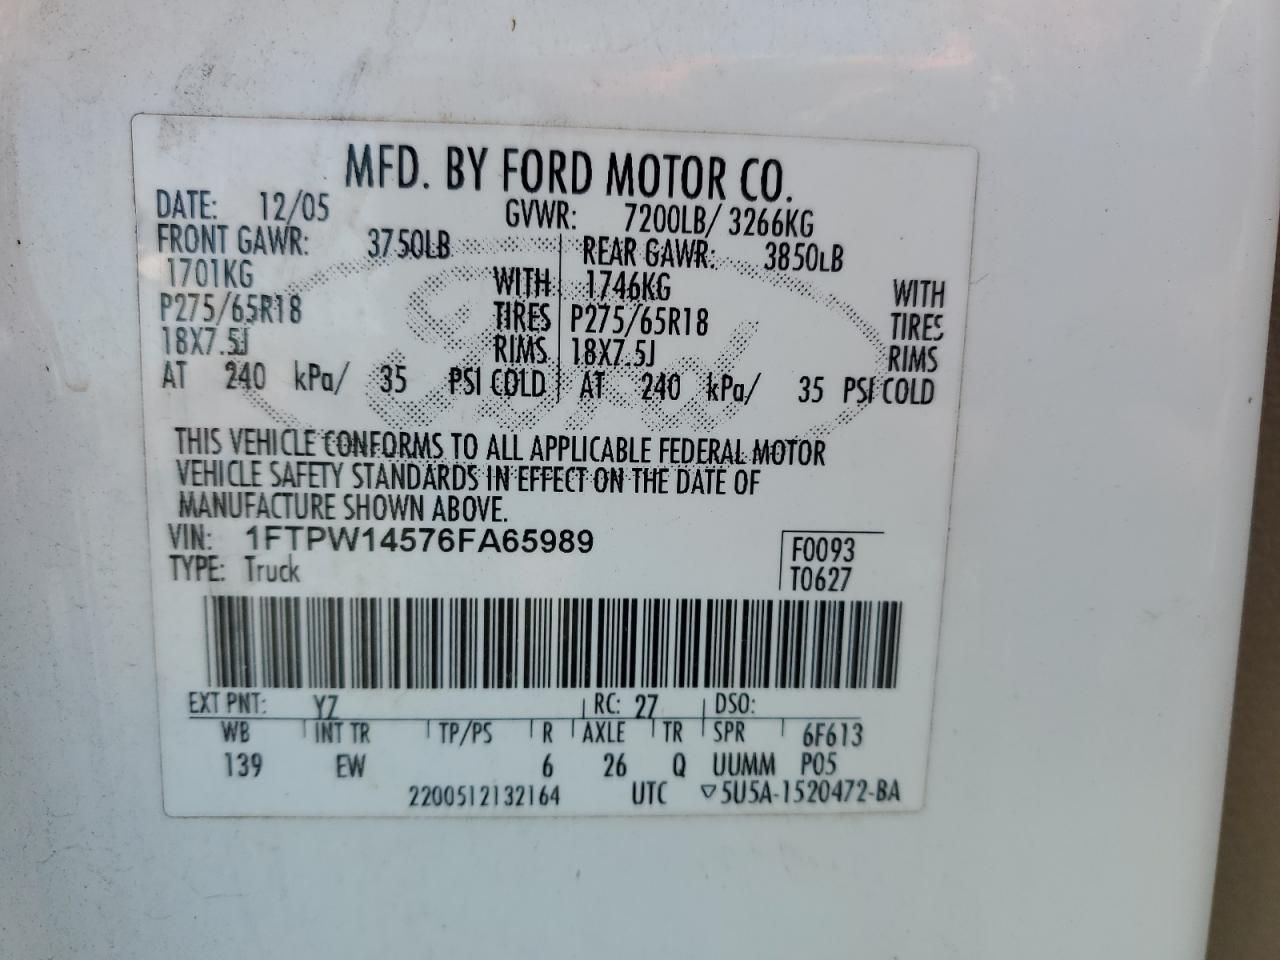 MFD. BY FORD MOTOR CO.
DATE: 12/05 GVWR: 7200LB/ 3266KG
FRONT GAWR: 3750LB REAR GAWR: 3850LB
1701KG WITH 1746KG WITH
P275/65R18 TIRES P275/65R18 TIRES
18X7.5J RIMS 18X7.5J RIMS
AT 240 kPa/ 35 PSI COLD AT 240 kPa/ 35 PSI COLD
THIS VEHICLE CONFORMS TO ALL APPLICABLE FEDERAL MOTOR
VEHICLE SAFETY STANDARDS IN EFFECT ON THE DATE OF
MANUFACTURE SHOWN ABOVE.
VIN: 1FTPW14576FA65989 F0093
TYPE: Truck T0627
EXT PNT: YZ RC: 27 DSO:
WB INT TR TP/PS R AXLE TR SPR 6F613
139 EW 6 26 Q UUMM P05
2200512132164 UTC ▽5U5A-1520472-BA